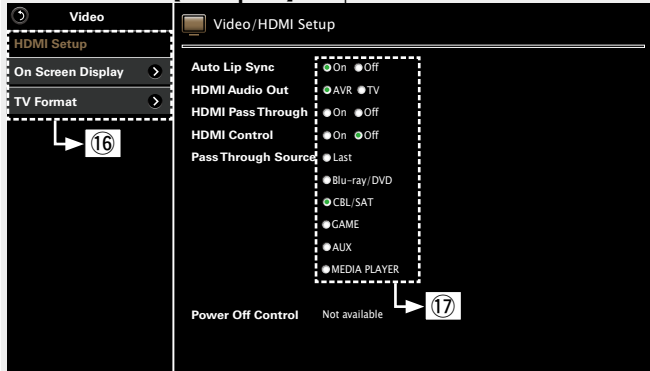 Video
HDMI Setup
On Screen Display
TV Format
⑯
Video/HDMI Setup
Auto Lip Sync On Off
HDMI Audio Out AVR TV
HDMI Pass Through On Off
HDMI Control On Off
Pass Through Source Last
Blu-ray/DVD
CBL/SAT
GAME
AUX
MEDIA PLAYER
⑰
Power Off Control Not available